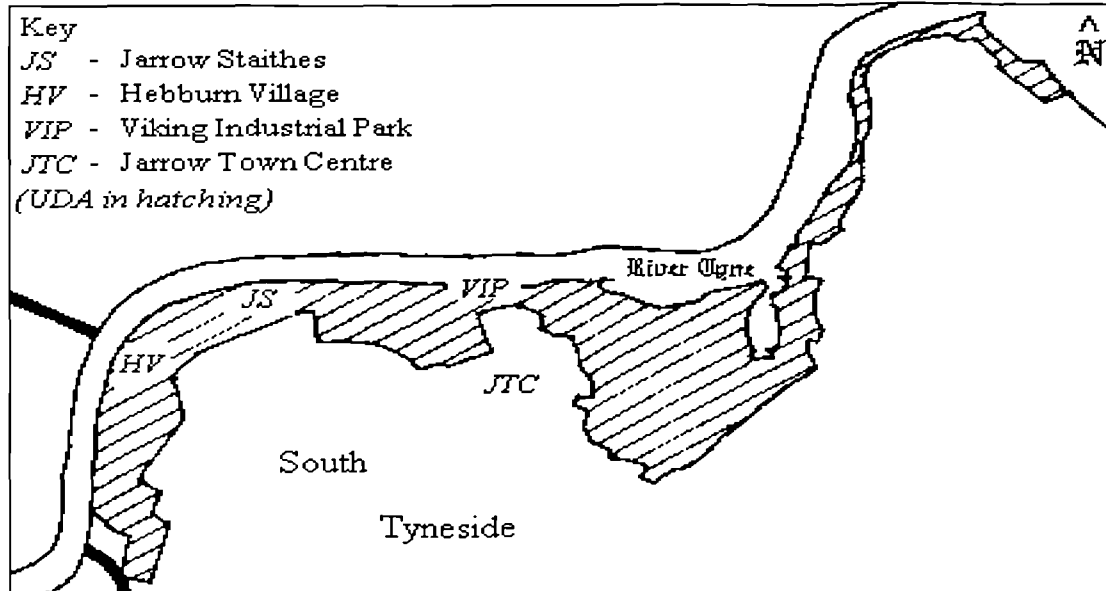 Key
JS - Jarrow Staithes
HV - Hebburn Village
VIP - Viking Industrial Park
JTC - Jarrow Town Centre
(UDA in hatching)
N
River Tyne
JS
VIP
HV
JTC
South
Tyneside